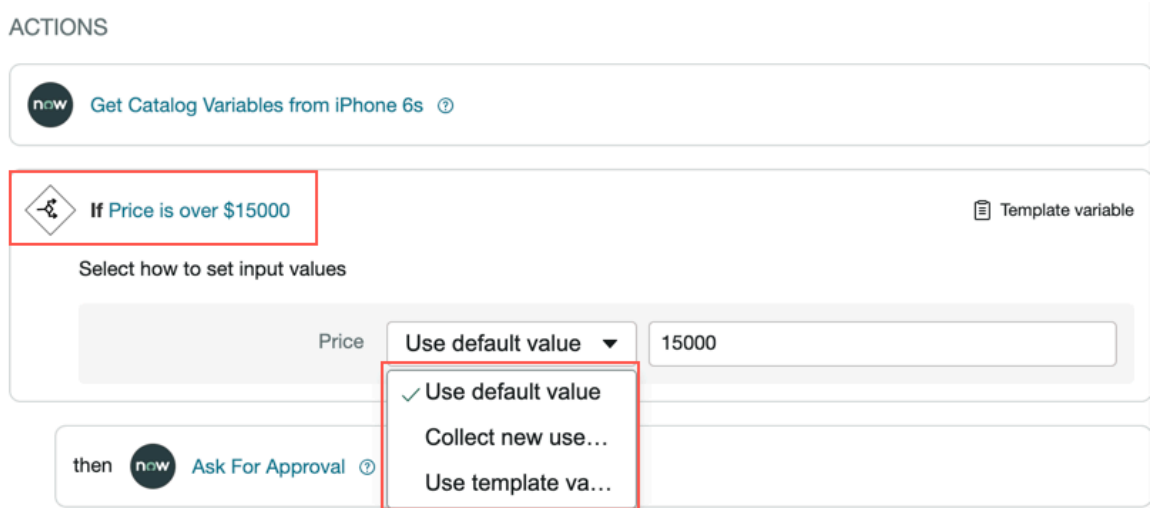 ACTIONS
now Get Catalog Variables from iPhone 6s ?
If Price is over $15000 Template variable
Select how to set input values
Price Use default value 15000
Use default value
Collect new use…
then now Ask For Approval ?
Use template va…